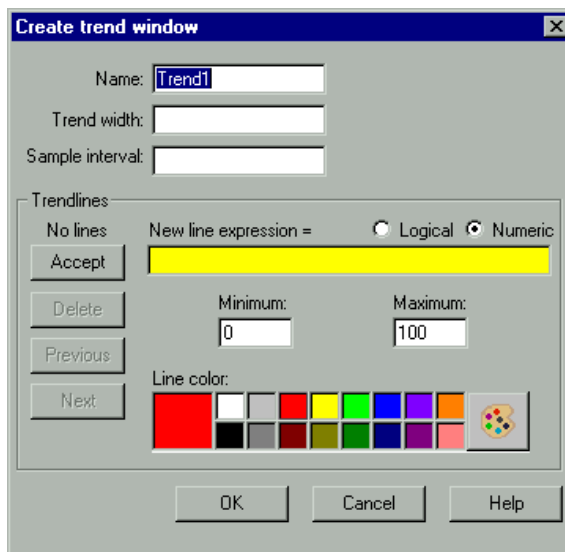 Create trend window
Name: Trend1
Trend width:
Sample interval:
Trendlines
No lines New line expression = Logical Numeric
Accept
Delete
Minimum: Maximum:
0 100
Previous
Line color:
Next
OK Cancel Help